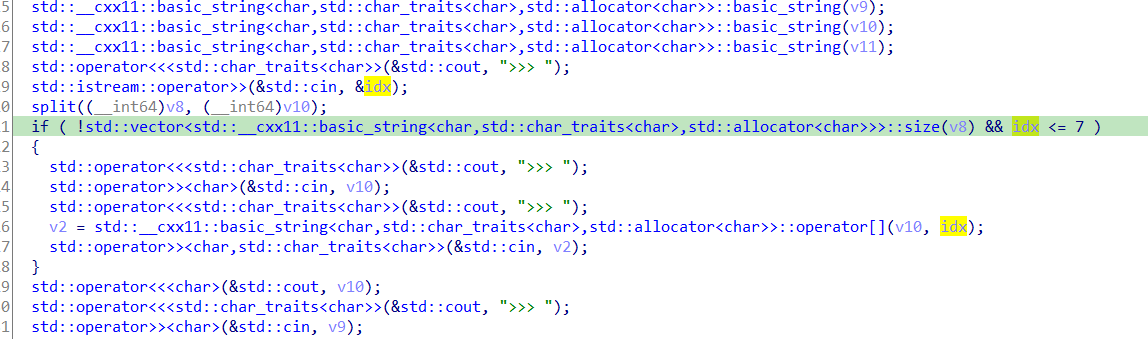 5 std::__cxx11::basic_string<char,std::char_traits<char>,std::allocator<char>>::basic_string(v9);
6 std::__cxx11::basic_string<char,std::char_traits<char>,std::allocator<char>>::basic_string(v10);
7 std::__cxx11::basic_string<char,std::char_traits<char>,std::allocator<char>>::basic_string(v11);
8 std::operator<<<std::char_traits<char>>(&std::cout, ">>> ");
9 std::istream::operator>>(&std::cin, &idx);
0 split((__int64)v8, (__int64)v10);
1 if ( !std::vector<std::__cxx11::basic_string<char,std::char_traits<char>,std::allocator<char>>>::size(v8) && idx <= 7 )
2 {
3 std::operator<<<std::char_traits<char>>(&std::cout, ">>> ");
4 std::operator>><char>(&std::cin, v10);
5 std::operator<<<std::char_traits<char>>(&std::cout, ">>> ");
6 v2 = std::__cxx11::basic_string<char,std::char_traits<char>,std::allocator<char>>::operator[](v10, idx);
7 std::operator>><char,std::char_traits<char>>(&std::cin, v2);
8 }
9 std::operator<<<char>(&std::cout, v10);
0 std::operator<<<std::char_traits<char>>(&std::cout, ">>> ");
1 std::operator>><char>(&std::cin, v9);